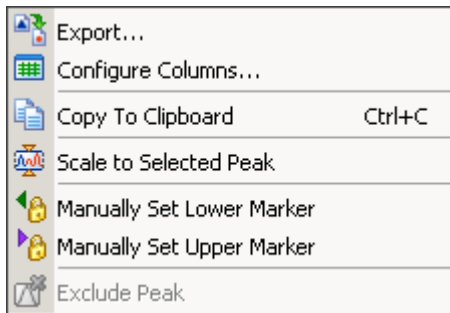 Export...
Configure Columns...
Copy To Clipboard Ctrl+C
Scale to Selected Peak
Manually Set Lower Marker
Manually Set Upper Marker
Exclude Peak